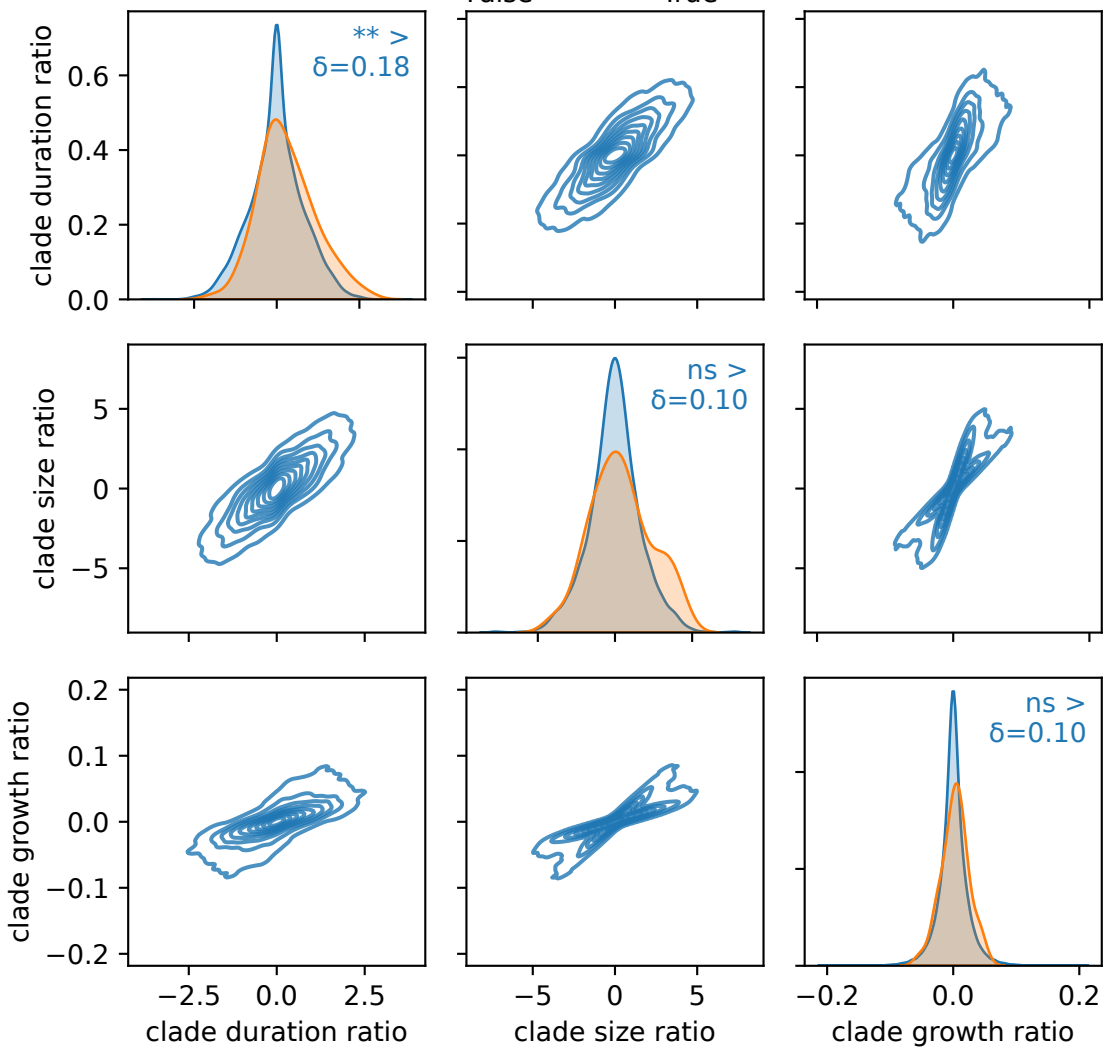 clade duration ratio
0.6
0.4
0.2
0.0
** >
δ=0.18
clade size ratio
5
0
−5
ns >
δ=0.10
clade growth ratio
0.2
0.1
0.0
−0.1
−0.2
ns >
δ=0.10
−2.5 0.0 2.5
−5 0 5
−0.2 0.0 0.2
clade duration ratio
clade size ratio
clade growth ratio